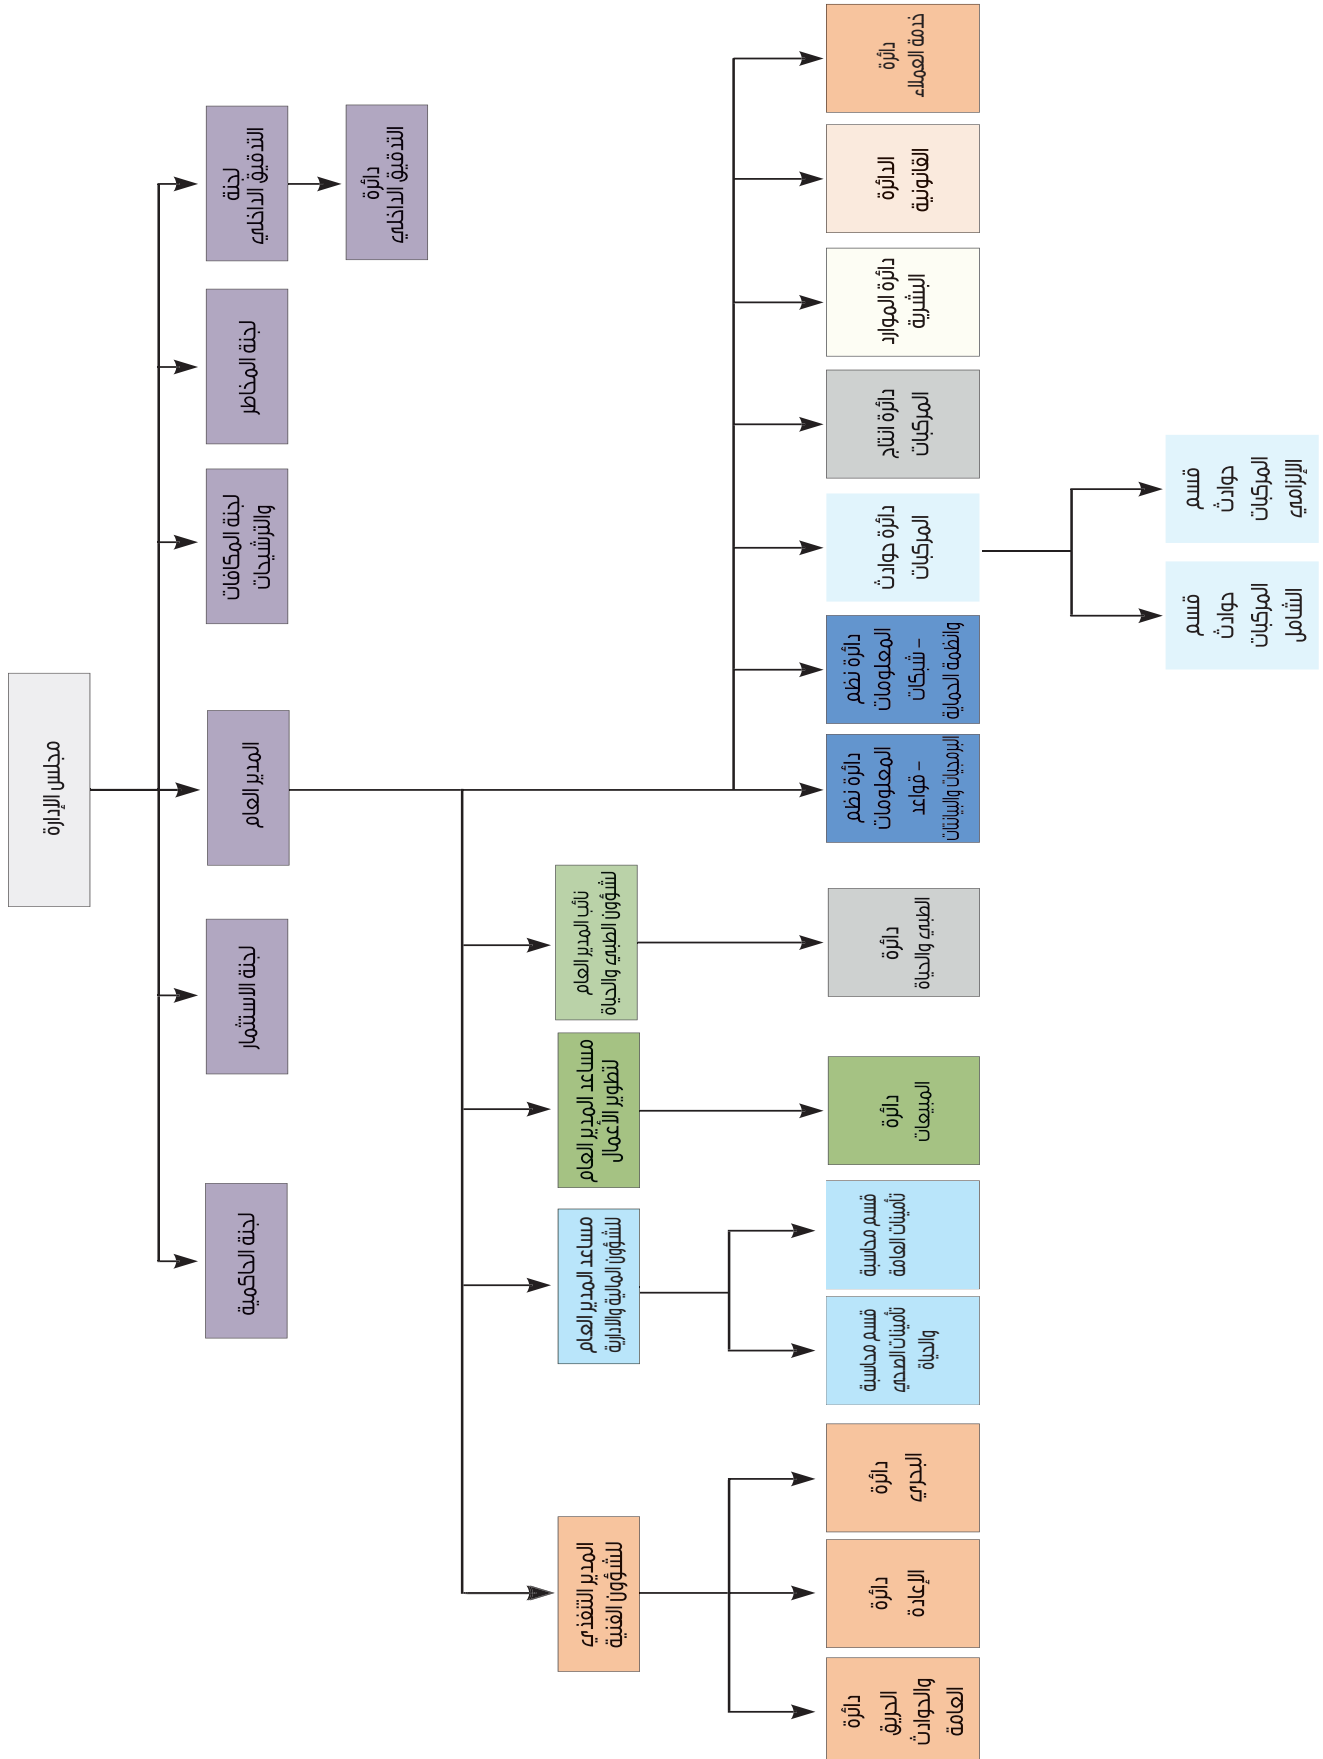 مجلس الإدارة
لجنة
التدقيق الداخلي
لجنة المخاطر
لجنة المكافات
والترشيحات
المدير العام
لجنة الاستثمار
لجنة الحاكمية
دائرة
التدقيق الداخلي
نائب المدير العام
لشؤون الطبي والحياة
مساعد المدير العام
لتطوير الأعمال
مساعد المدير العام
للشؤون المالية والادارية
المدير التنفذي
للشؤون الفنية
دائرة
خدمة العملاء
الدائرة
القانونية
دائرة الموارد
البشرية
دائرة انتاج
المركبات
دائرة حوادث
المركبات
دائرة نظم
المعلومات
– شبكات
وانظمة الحماية
دائرة نظم
المعلومات
– قواعد
البرمجيات والبيانات
دائرة
الطبي والحياة
دائرة
المبيعات
قسم محاسبة
تأمينات العامة
قسم محاسبة
تأمينات الصحي
والحياة
دائرة
البحري
دائرة
الإعادة
دائرة
الحريق
والحوادث
العامة
قسم
حوادث
المركبات
الإلزامي
قسم
حوادث
المركبات
الشامل